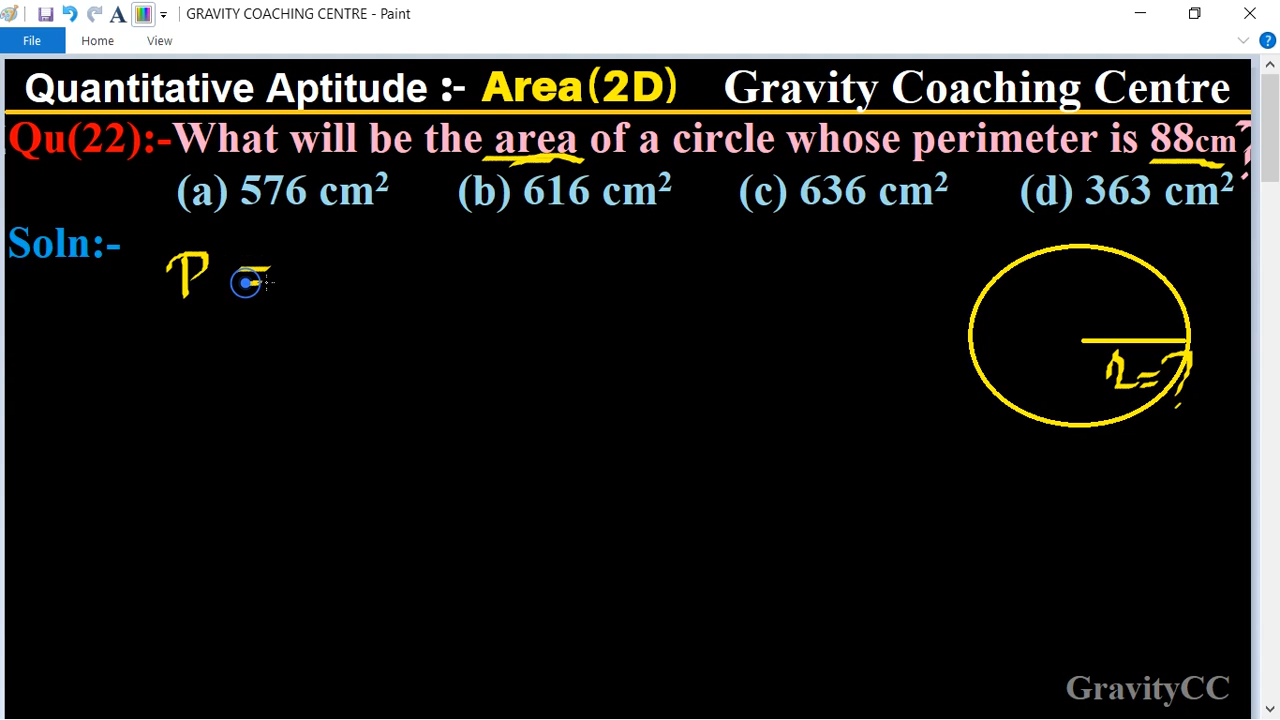 GRAVITY COACHING CENTRE - Paint
File Home View
Quantitative Aptitude :- Area(2D) Gravity Coaching Centre
Qu(22):-What will be the area of a circle whose perimeter is 88cm?
(a) 576 cm² (b) 616 cm² (c) 636 cm² (d) 363 cm²
Soln:-
P =
r=?
GravityCC